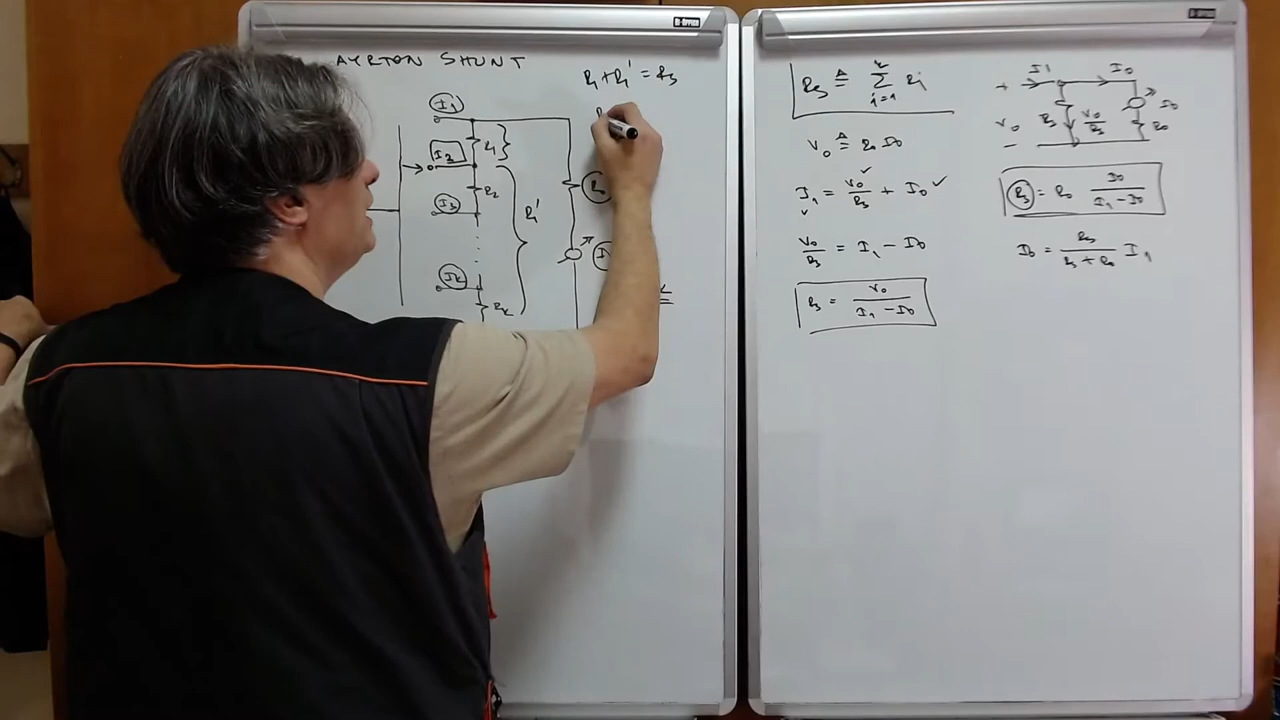 AYRTON SHUNT
R₁ + R₁' = Rₛ
I₁
R₁
I₂
R₂
I₃
R₁'
R₀
Iₖ
Rₖ
Rₛ ≜ Σ Rᵢ
k
i=1
V₀ ≜ R₀ I₀
I₁ = V₀/Rₛ + I₀
V₀/Rₛ = I₁ − I₀
Rₛ = V₀/(I₁ − I₀)
I1
I₀
+
V₀
−
Rₛ
V₀/Rₛ
I₀
R₀
Rₛ = R₀ I₀/(I₁ − I₀)
I₀ = Rₛ/(Rₛ + R₀) I₁